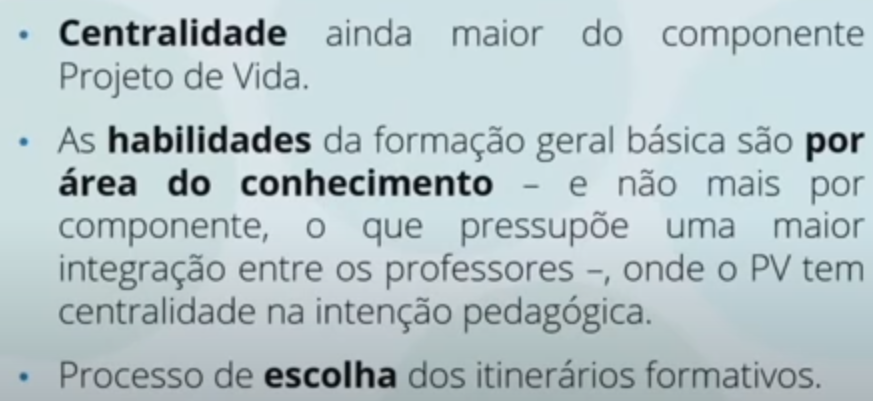 • Centralidade ainda maior do componente
Projeto de Vida.
• As habilidades da formação geral básica são por
área do conhecimento – e não mais por
componente, o que pressupõe uma maior
integração entre os professores –, onde o PV tem
centralidade na intenção pedagógica.
• Processo de escolha dos itinerários formativos.